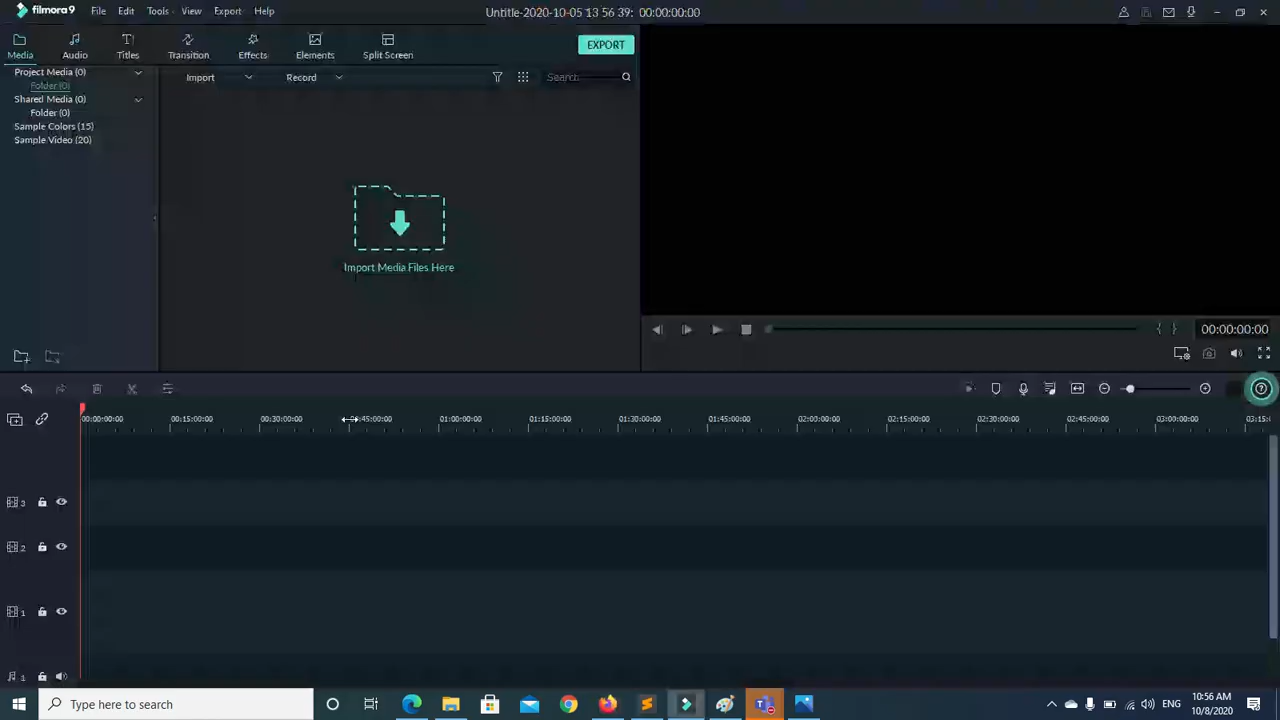 filmora9 File Edit Tools View Export Help Untitle-2020-10-05 13 56 39: 00:00:00:00
Media Audio Titles Transition Effects Elements Split Screen EXPORT
Project Media (0)
Folder (0)
Shared Media (0)
Folder (0)
Sample Colors (15)
Sample Video (20)
Import Record Search
Import Media Files Here
00:00:00:00
00:00:00:00 00:15:00:00 00:30:00:00 00:45:00:00 01:00:00:00 01:15:00:00 01:30:00:00 01:45:00:00 02:00:00:00 02:15:00:00 02:30:00:00 02:45:00:00 03:00:00:00 03:15:
3
2
1
1
Type here to search ENG 10:56 AM
10/8/2020